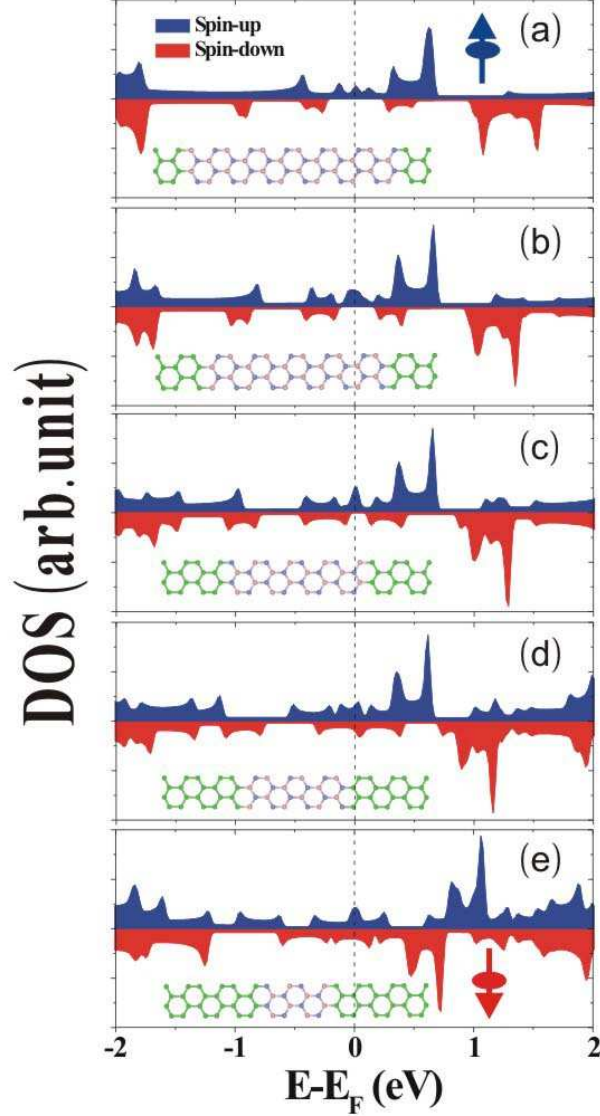 Spin-up
Spin-down
(a)
(b)
(c)
(d)
(e)
DOS (arb.unit)
-2 -1 0 1 2
E-E_F (eV)